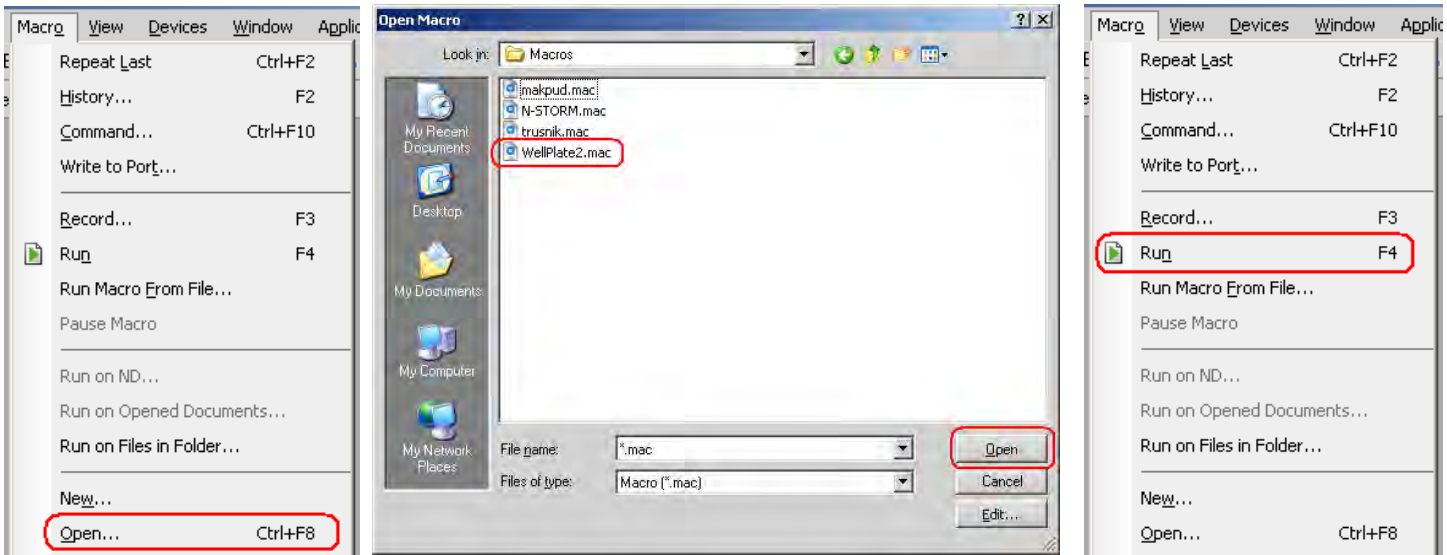 Macro View Devices Window Applic
Repeat Last Ctrl+F2
History... F2
Command... Ctrl+F10
Write to Port...
Record... F3
Run F4
Run Macro From File...
Pause Macro
Run on ND...
Run on Opened Documents...
Run on Files in Folder...
New...
Open... Ctrl+F8
Open Macro
Look in: Macros
My Recent
Documents
Desktop
My Documents
My Computer
My Network
Places
makpud.mac
N-STORM.mac
trusnik.mac
WellPlate2.mac
File name: *.mac Open
Files of type: Macro (*.mac) Cancel
Edit...
Macro View Devices Window Applic
Repeat Last Ctrl+F2
History... F2
Command... Ctrl+F10
Write to Port...
Record... F3
Run F4
Run Macro From File...
Pause Macro
Run on ND...
Run on Opened Documents...
Run on Files in Folder...
New...
Open... Ctrl+F8